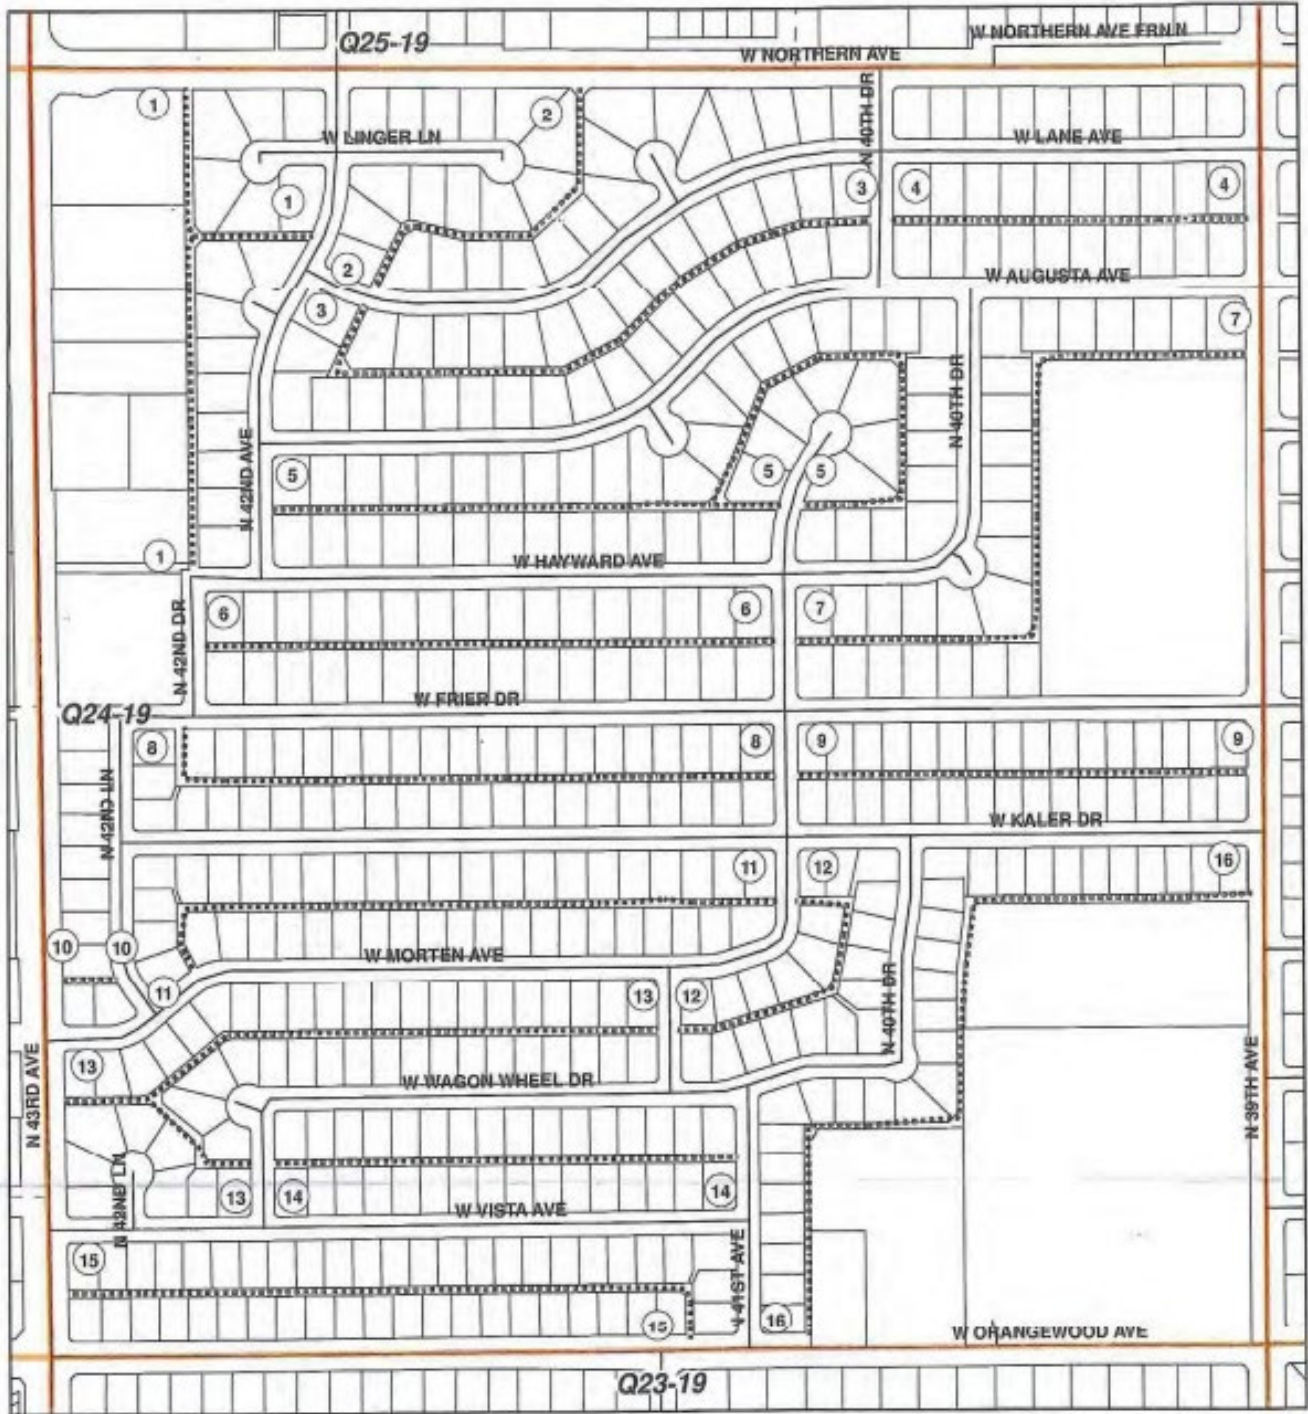 Q25-19
W NORTHERN AVE FRN N
W NORTHERN AVE
1
2
W LINGER LN
N 40TH DR
W LANE AVE
1
3
4
4
2
W AUGUSTA AVE
3
7
N 40TH DR
N 42ND AVE
5
5
5
1
W HAYWARD AVE
6
6
7
N 42ND DR
W FRIER DR
Q24-19
8
8
9
9
N 42ND LN
W KALER DR
11
12
16
10
10
W MORTEN AVE
11
13
12
N 40TH DR
13
W WAGON WHEEL DR
N 43RD AVE
N 39TH AVE
N 42ND LN
13
14
14
W VISTA AVE
15
N 41ST AVE
15
16
W ORANGEWOOD AVE
Q23-19